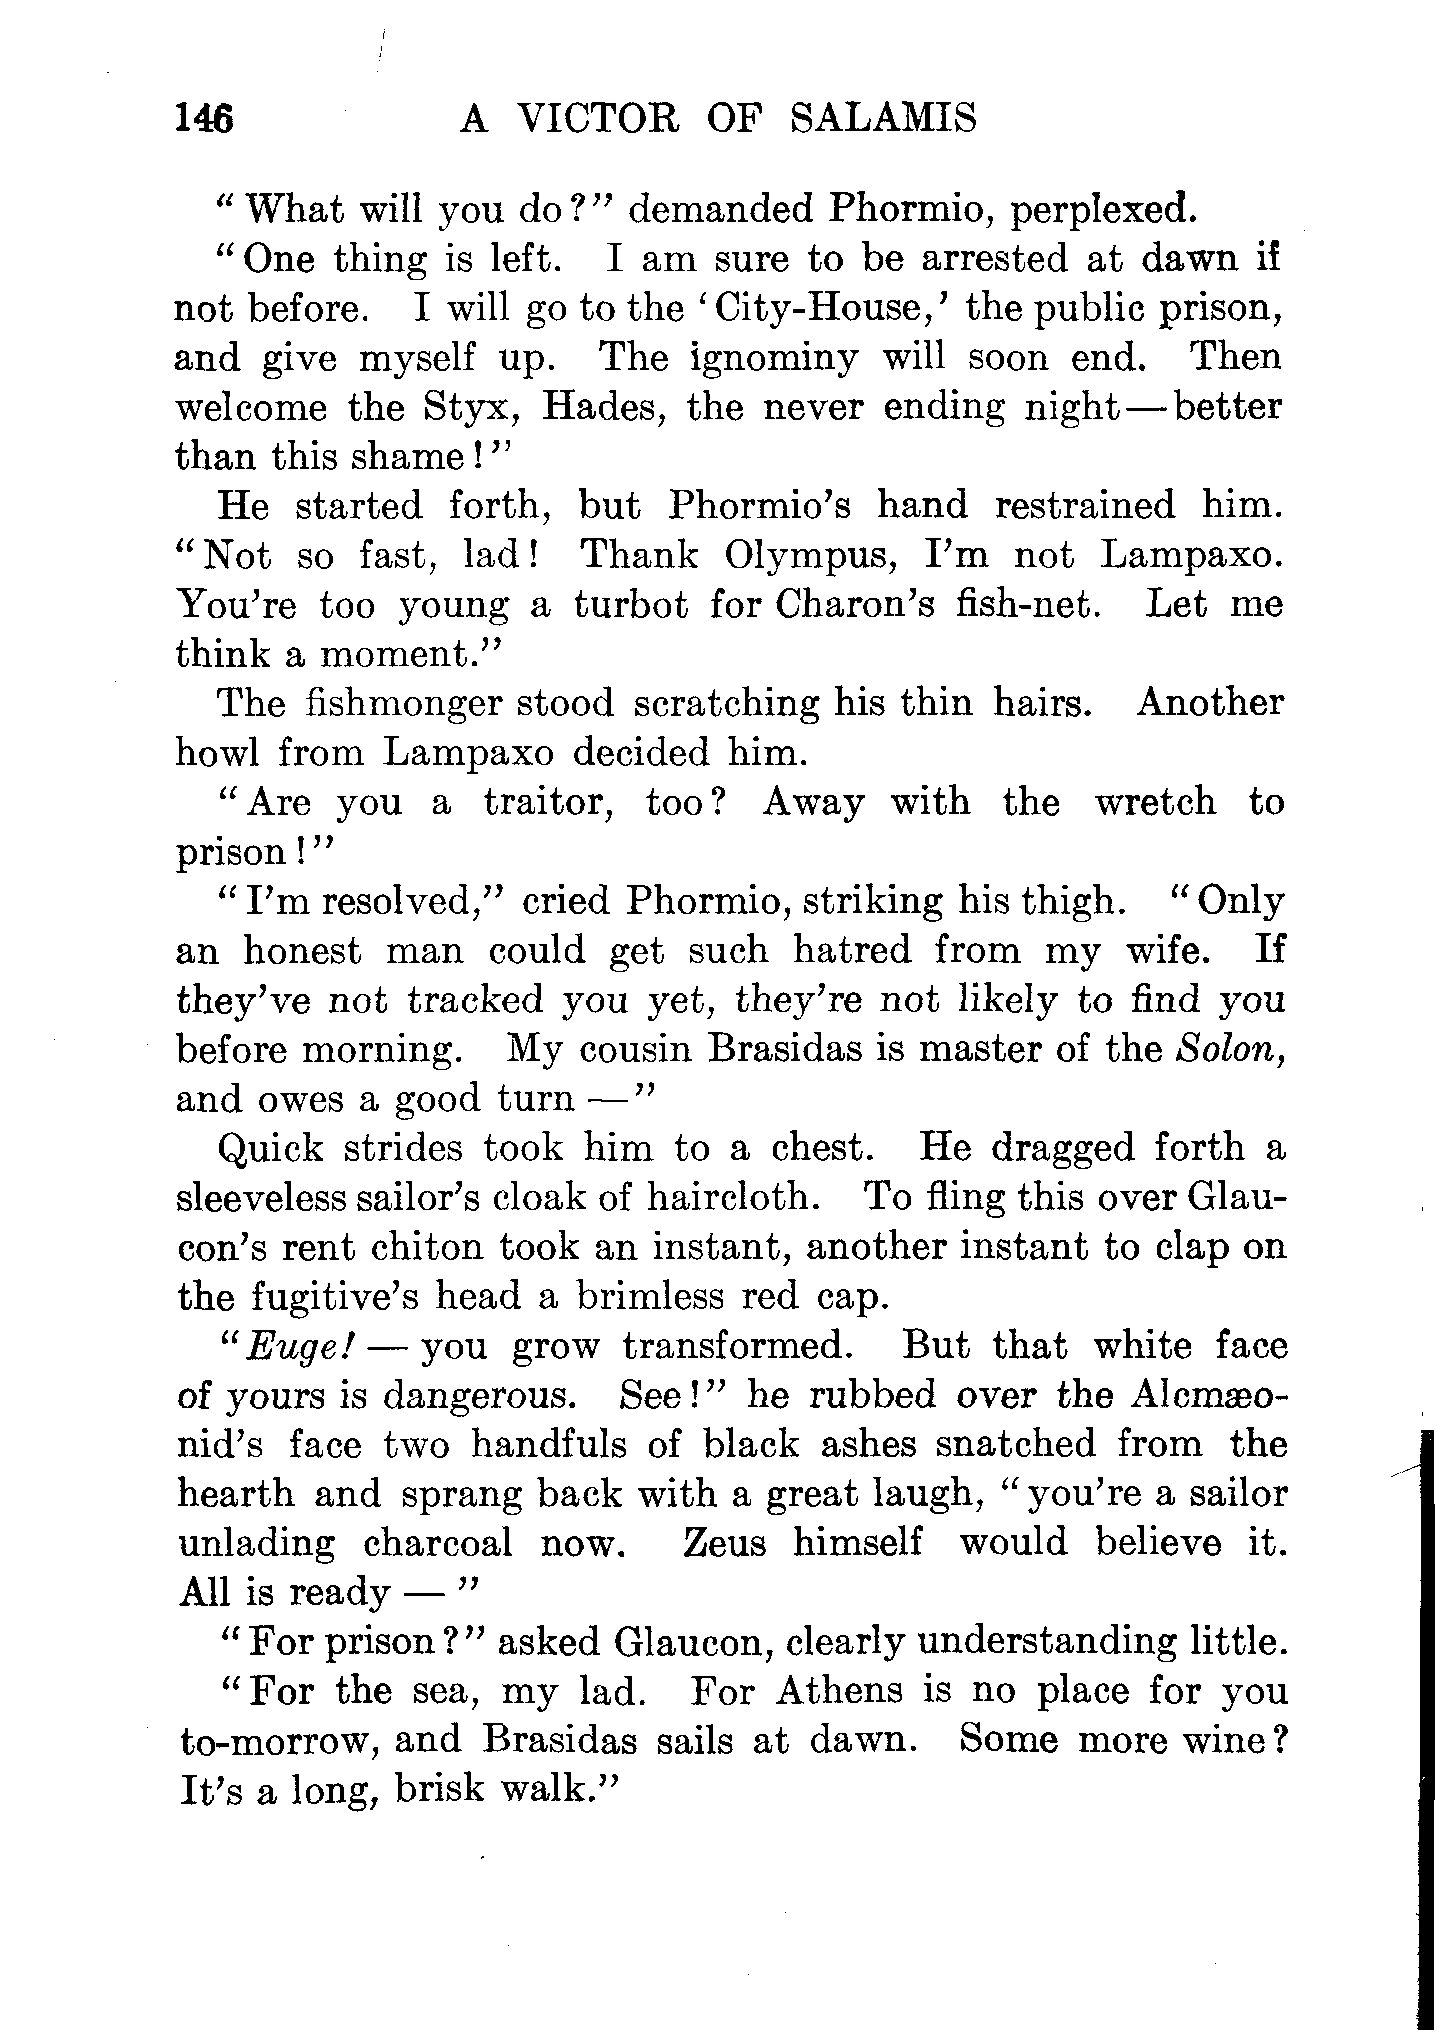 146 A VICTOR OF SALAMIS
"What will you do?" demanded Phormio, perplexed.
"One thing is left. I am sure to be arrested at dawn if
not before. I will go to the 'City-House,' the public prison,
and give myself up. The ignominy will soon end. Then
welcome the Styx, Hades, the never ending night—better
than this shame!"
He started forth, but Phormio's hand restrained him.
"Not so fast, lad! Thank Olympus, I'm not Lampaxo.
You're too young a turbot for Charon's fish-net. Let me
think a moment."
The fishmonger stood scratching his thin hairs. Another
howl from Lampaxo decided him.
"Are you a traitor, too? Away with the wretch to
prison!"
"I'm resolved," cried Phormio, striking his thigh. "Only
an honest man could get such hatred from my wife. If
they've not tracked you yet, they're not likely to find you
before morning. My cousin Brasidas is master of the Solon,
and owes a good turn —"
Quick strides took him to a chest. He dragged forth a
sleeveless sailor's cloak of haircloth. To fling this over Glau-
con's rent chiton took an instant, another instant to clap on
the fugitive's head a brimless red cap.
"Euge! — you grow transformed. But that white face
of yours is dangerous. See!" he rubbed over the Alcmæo-
nid's face two handfuls of black ashes snatched from the
hearth and sprang back with a great laugh, "you're a sailor
unlading charcoal now. Zeus himself would believe it.
All is ready — "
"For prison?" asked Glaucon, clearly understanding little.
"For the sea, my lad. For Athens is no place for you
to-morrow, and Brasidas sails at dawn. Some more wine?
It's a long, brisk walk."